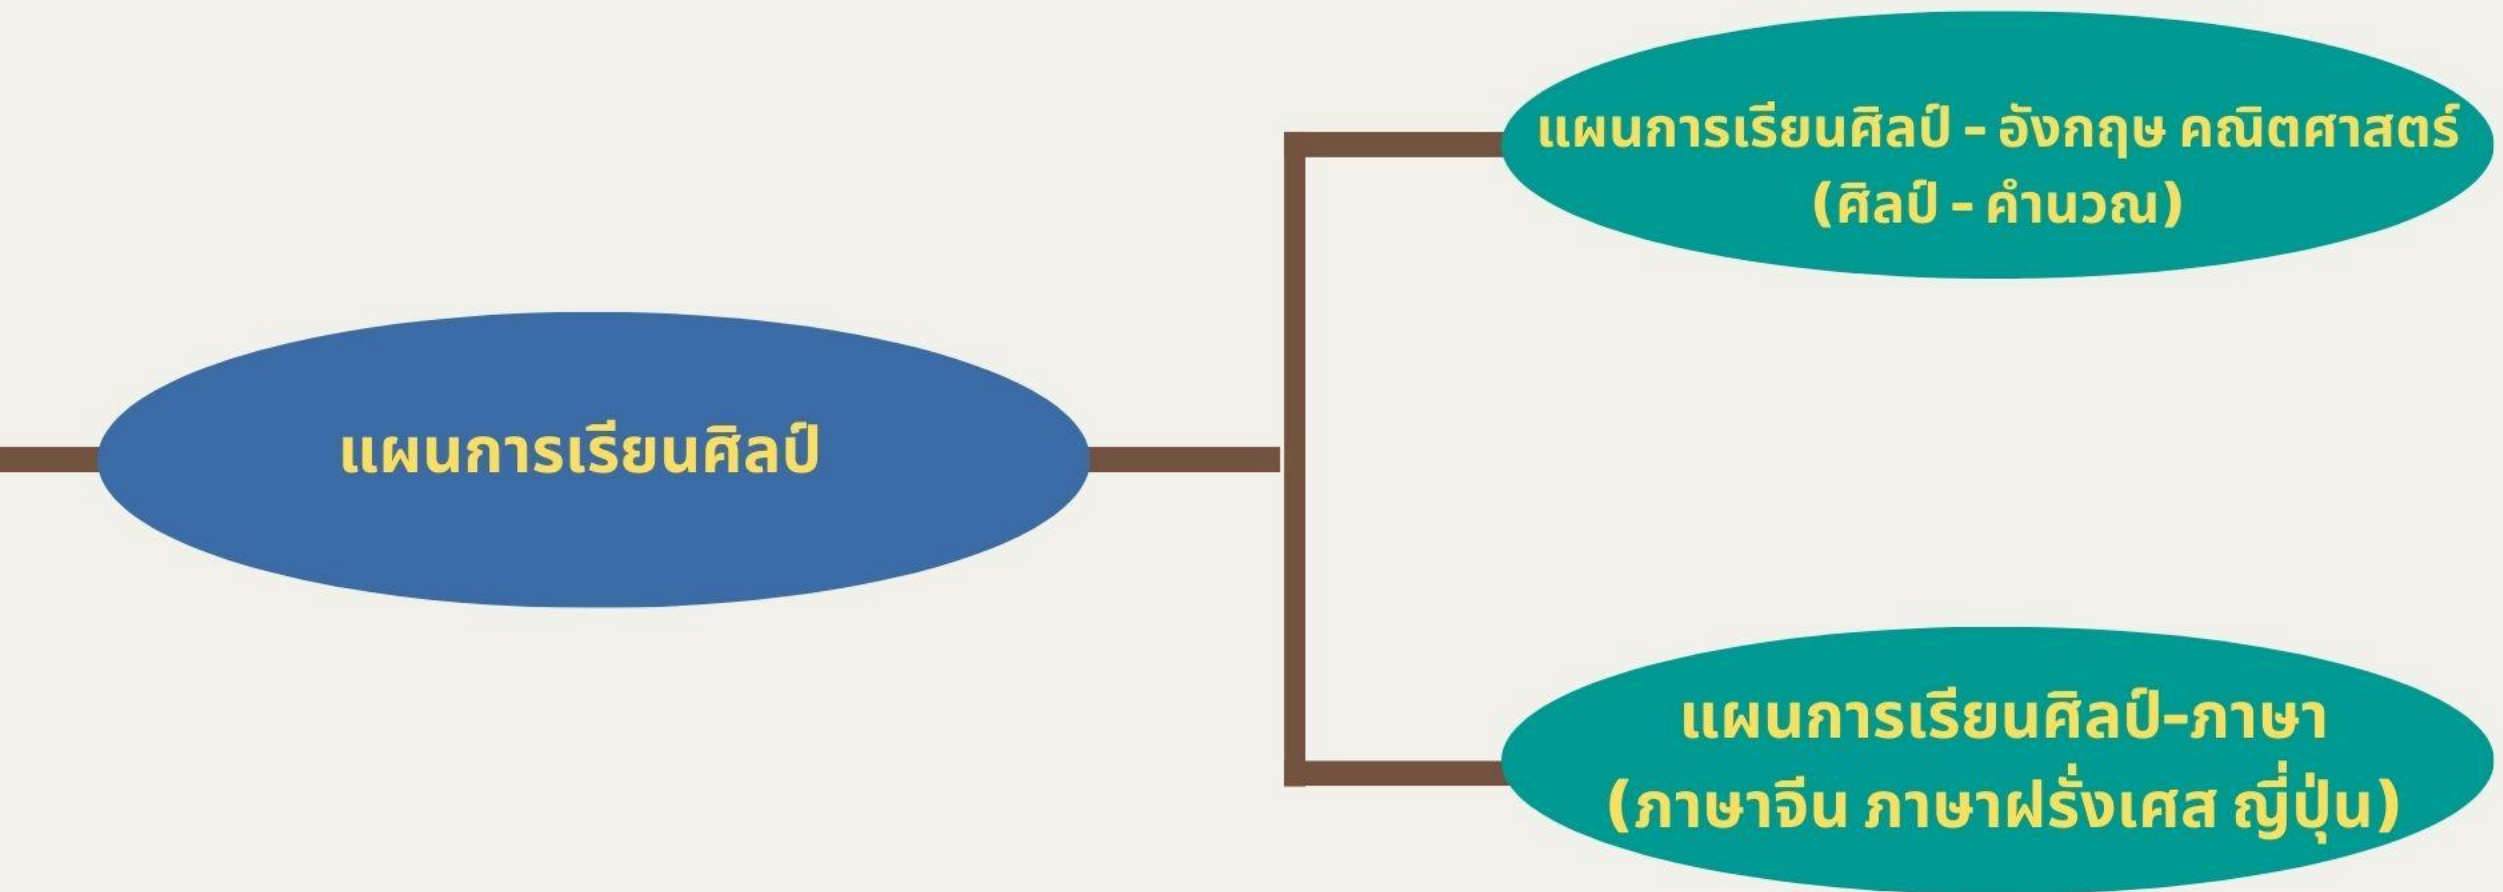 แผนการเรียนศิลป์ - อังกฤษ คณิตศาสตร์
(ศิลป์ - คำนวณ)
แผนการเรียนศิลป์
แผนการเรียนศิลป์-ภาษา
(ภาษาจีน ภาษาฝรั่งเศส ญี่ปุ่น)